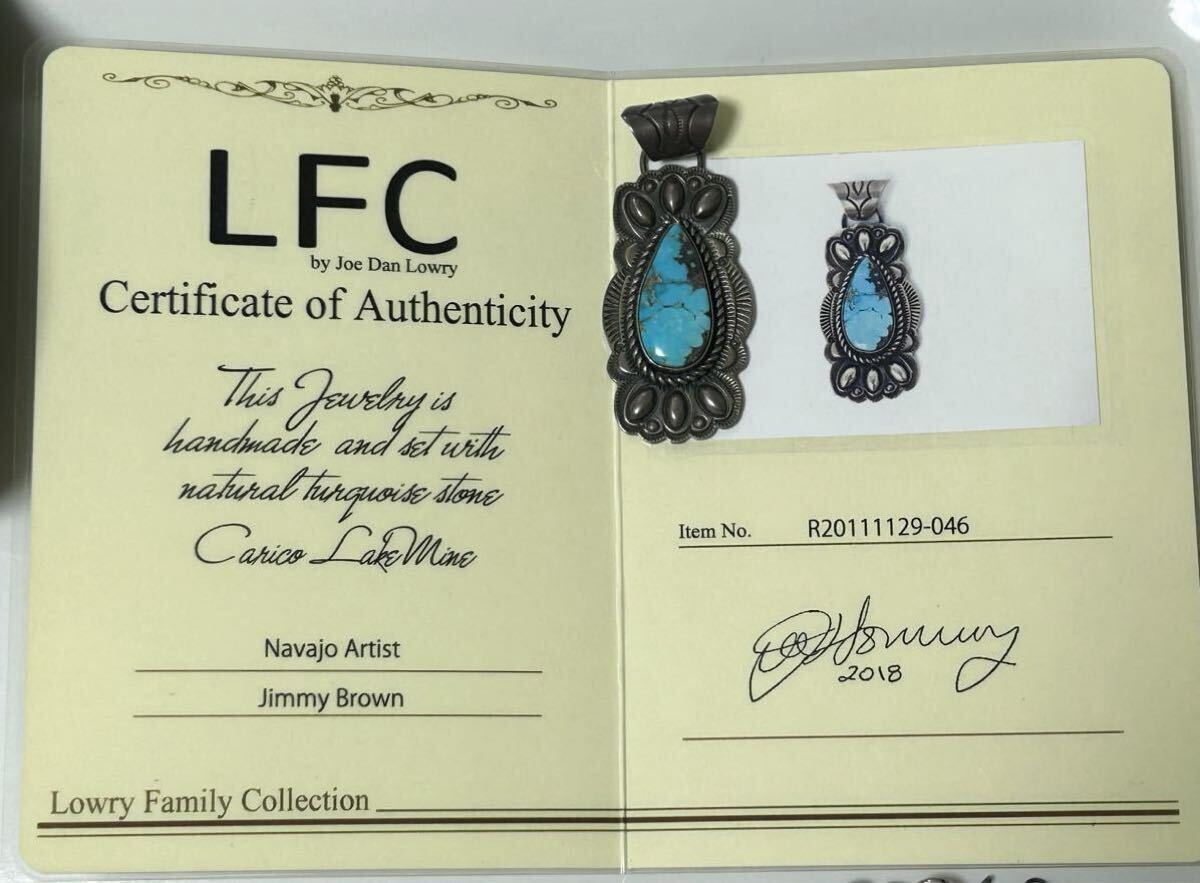 LFC
by Joe Dan Lowry
Certificate of Authenticity
This Jewelry is
handmade and set with
natural turquoise stone
Carico Lake Mine
Navajo Artist
Jimmy Brown
Lowry Family Collection
Item No. R20111129-046
2018